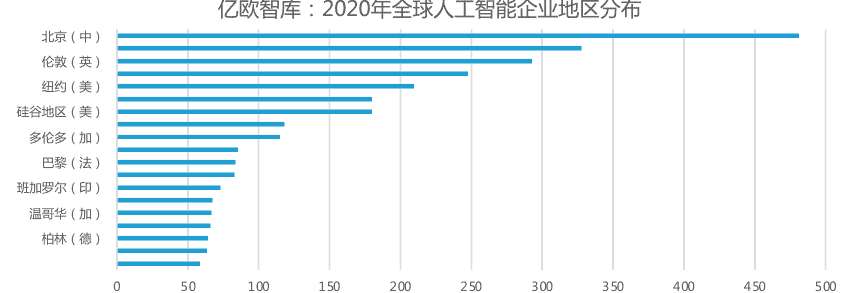 亿欧智库：2020年全球人工智能企业地区分布
北京（中）
伦敦（英）
纽约（美）
硅谷地区（美）
多伦多（加）
巴黎（法）
班加罗尔（印）
温哥华（加）
柏林（德）
0 50 100 150 200 250 300 350 400 450 500